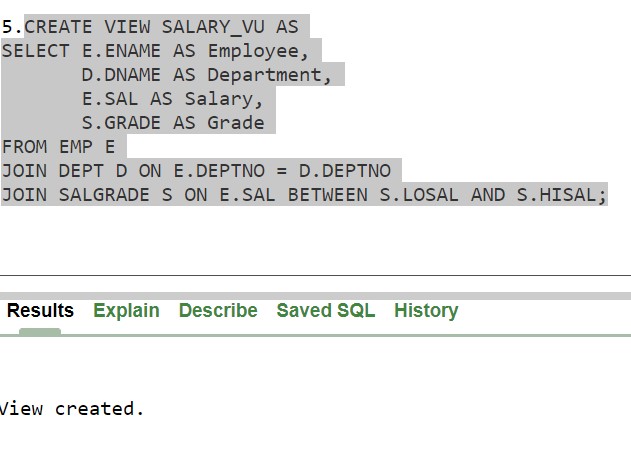 5.CREATE VIEW SALARY_VU AS
SELECT E.ENAME AS Employee,
D.DNAME AS Department,
E.SAL AS Salary,
S.GRADE AS Grade
FROM EMP E
JOIN DEPT D ON E.DEPTNO = D.DEPTNO
JOIN SALGRADE S ON E.SAL BETWEEN S.LOSAL AND S.HISAL;
Results Explain Describe Saved SQL History
View created.